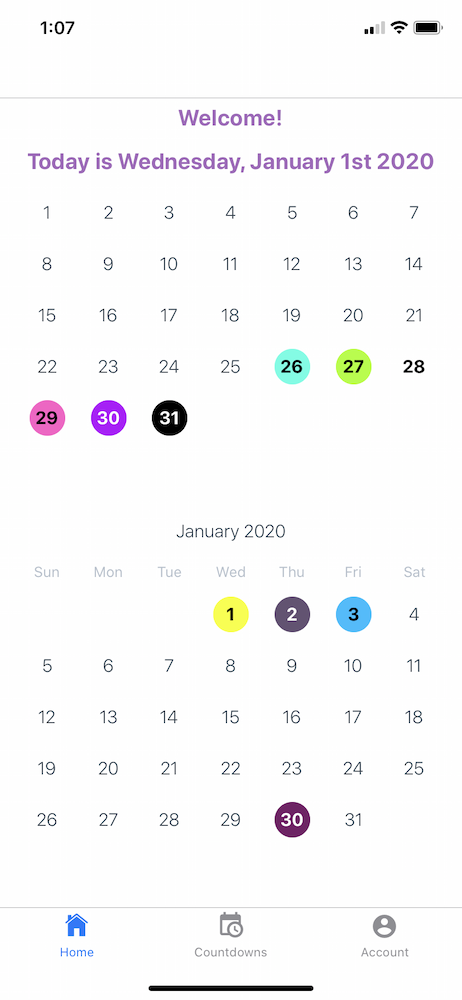 1:07
Welcome!
Today is Wednesday, January 1st 2020
1 2 3 4 5 6 7
8 9 10 11 12 13 14
15 16 17 18 19 20 21
22 23 24 25 26 27 28
29 30 31
January 2020
Sun Mon Tue Wed Thu Fri Sat
1 2 3 4
5 6 7 8 9 10 11
12 13 14 15 16 17 18
19 20 21 22 23 24 25
26 27 28 29 30 31
Home Countdowns Account